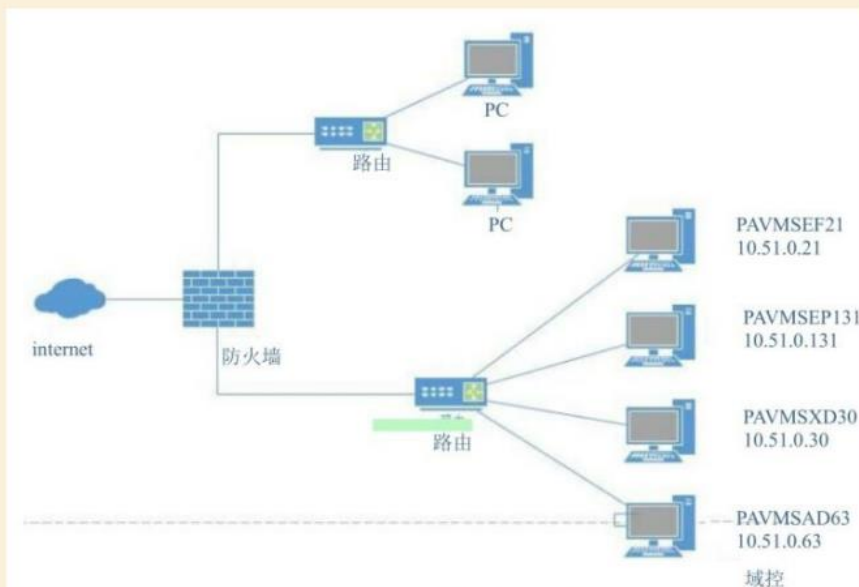 PC
路由
PC
PAVMSEF21
10.51.0.21
internet
防火墙
PAVMSEP131
10.51.0.131
路由
PAVMSXD30
10.51.0.30
PAVMSAD63
10.51.0.63
域控